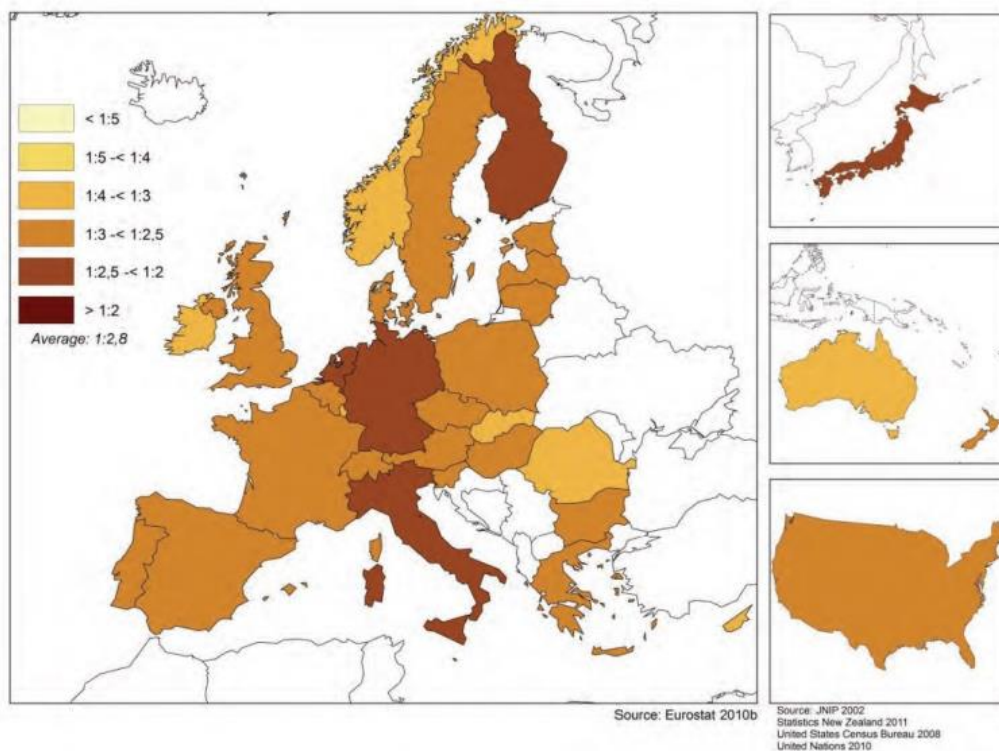 < 1:5
1:5 -< 1:4
1:4 -< 1:3
1:3 -< 1:2,5
1:2,5 -< 1:2
> 1:2
Average: 1:2,8
Source: Eurostat 2010b
Source: JNIP 2002
Statistics New Zealand 2011
United States Census Bureau 2008
United Nations 2010